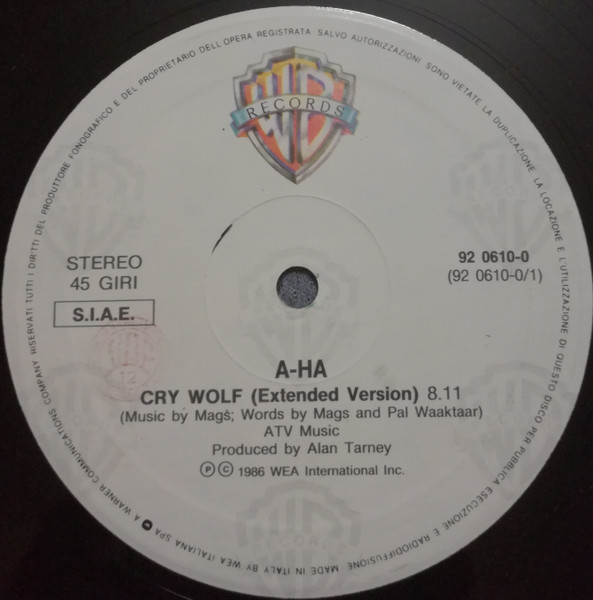 TUTTI I DIRITTI DEL PRODUTTORE FONOGRAFICO E DEL PROPRIETARIO DELL'OPERA REGISTRATA SALVO AUTORIZZAZIONI SONO VIETATE LA DUPLICAZIONE, LA LOCAZIONE E L'UTILIZZAZIONE DI QUESTO DISCO PER PUBBLICA ESECUZIONE E RADIODIFFUSIONE. MADE IN ITALY BY WEA ITALIANA SPA A WARNER COMMUNICATIONS COMPANY RISERVATI
WB
RECORDS
STEREO
45 GIRI
S.I.A.E.
92 0610-0
(92 0610-0/1)
12
A-HA
CRY WOLF (Extended Version) 8.11
(Music by Mags; Words by Mags and Pal Waaktaar)
ATV Music
Produced by Alan Tarney
Ⓟ © 1986 WEA International Inc.